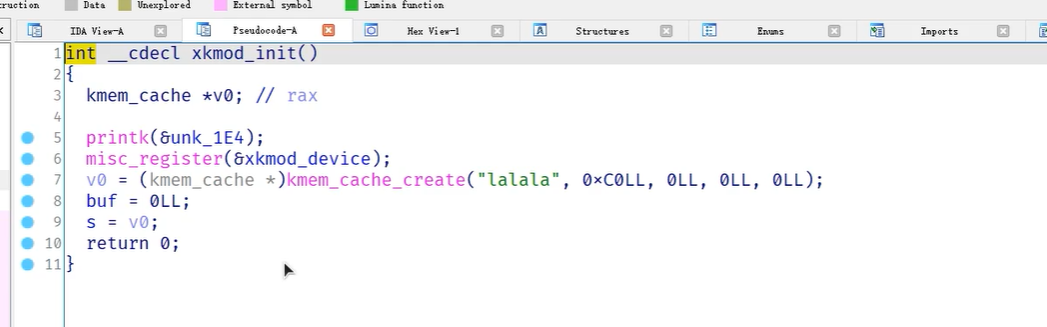 ruction Data Unexplored External symbol Lumina function
IDA View-A Pseudocode-A Hex View-1 Structures Enums Imports
1 int __cdecl xkmod_init()
2 {
3 kmem_cache *v0; // rax
4
5 printk(&unk_1E4);
6 misc_register(&xkmod_device);
7 v0 = (kmem_cache *)kmem_cache_create("lalala", 0×C0LL, 0LL, 0LL, 0LL);
8 buf = 0LL;
9 s = v0;
10 return 0;
11 }